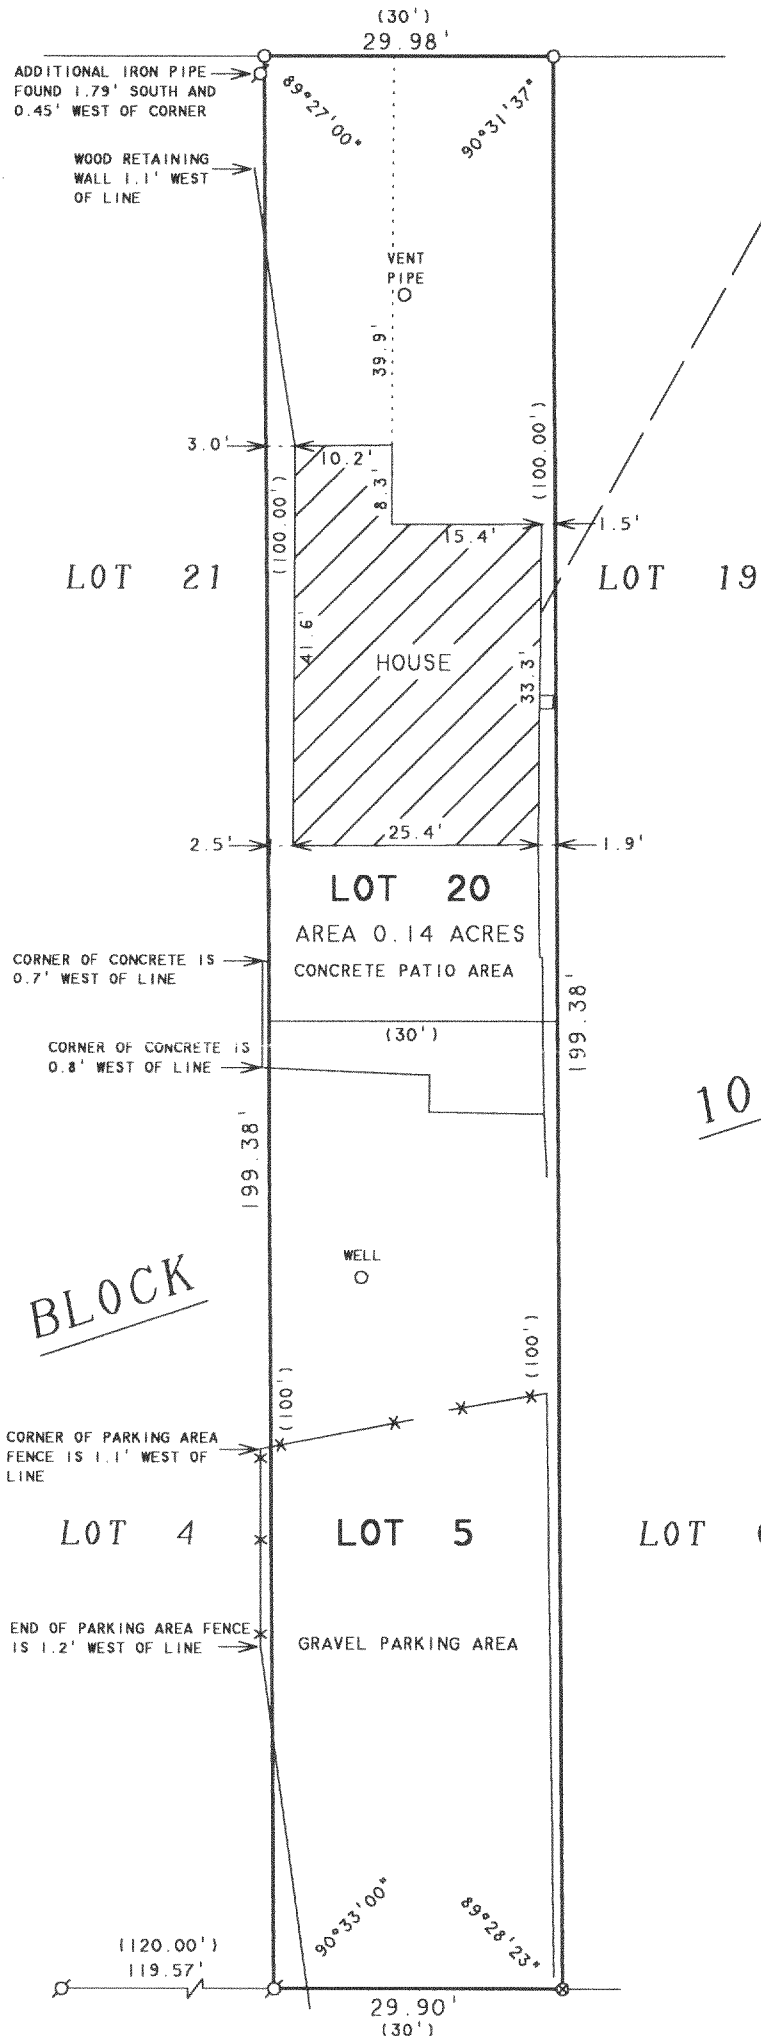 (30')
29.98'
ADDITIONAL IRON PIPE
FOUND 1.79' SOUTH AND
0.45' WEST OF CORNER
89°27'00"
90°31'37"
WOOD RETAINING
WALL 1.1' WEST
OF LINE
VENT
PIPE
39.9'
(100.00')
3.0'
10.2'
8.3'
(100.00')
15.4'
1.5'
LOT 21
LOT 19
41.6'
HOUSE
33.3'
2.5'
25.4'
1.9'
LOT 20
AREA 0.14 ACRES
CONCRETE PATIO AREA
CORNER OF CONCRETE IS
0.7' WEST OF LINE
199.38'
(30')
CORNER OF CONCRETE IS
0.8' WEST OF LINE
10
199.38'
WELL
BLOCK
(100')
(100')
CORNER OF PARKING AREA
FENCE IS 1.1' WEST OF
LINE
LOT 4
LOT 5
LOT
END OF PARKING AREA FENCE
IS 1.2' WEST OF LINE
GRAVEL PARKING AREA
90°33'00"
89°28'23"
(120.00')
119.57'
29.90'
(30')